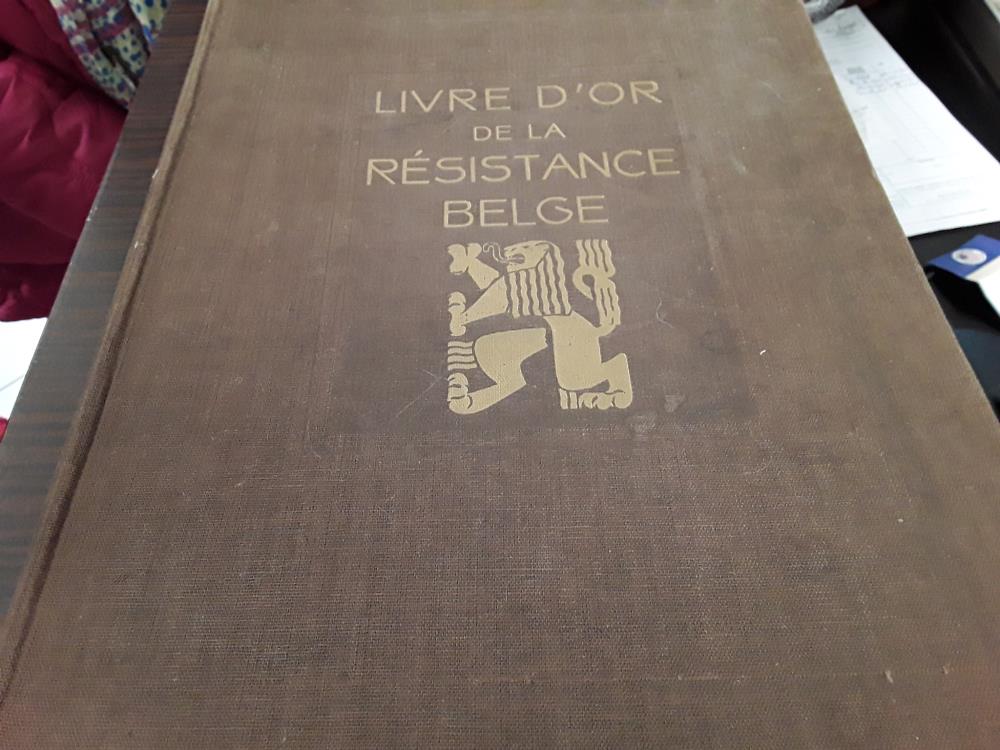 LIVRE D'OR
DE LA
RÉSISTANCE
BELGE